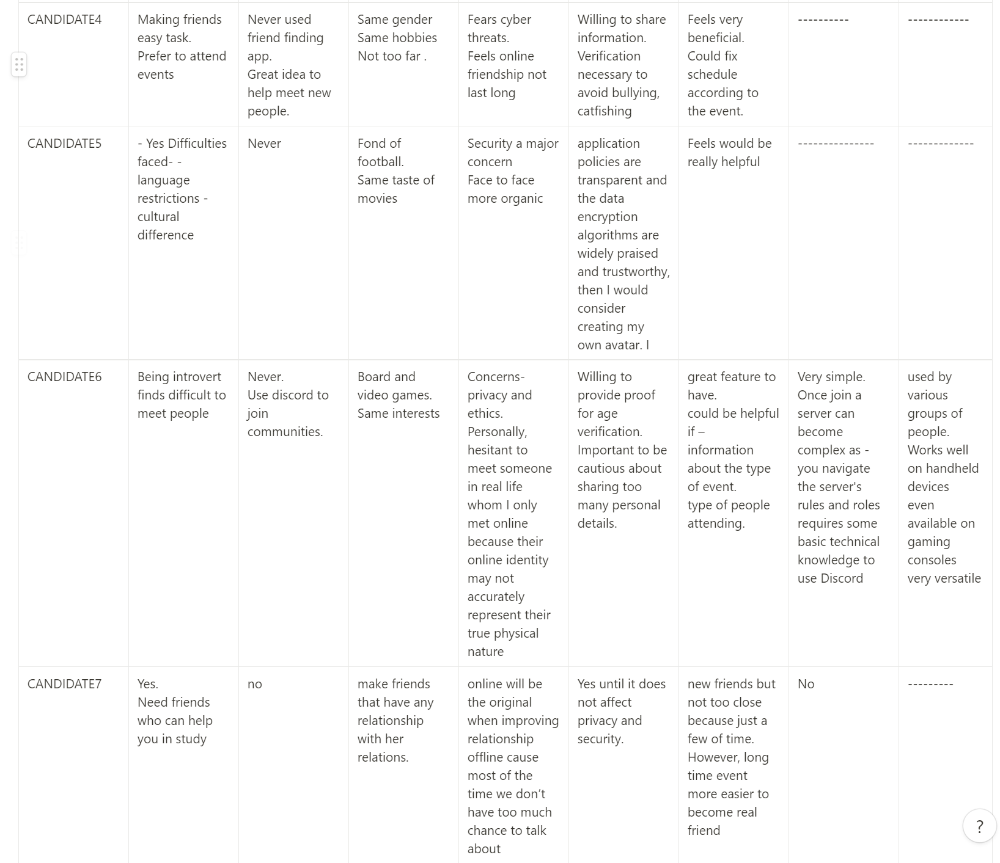 CANDIDATE4
Making friends
easy task.
Prefer to attend
events
Never used
friend finding
app.
Great idea to
help meet new
people.
Same gender
Same hobbies
Not too far .
Fears cyber
threats.
Feels online
friendship not
last long
Willing to share
information.
Verification
necessary to
avoid bullying,
catfishing
Feels very
beneficial.
Could fix
schedule
according to
the event.
----------
------------
CANDIDATE5
- Yes Difficulties
faced- -
language
restrictions -
cultural
difference
Never
Fond of
football.
Same taste of
movies
Security a major
concern
Face to face
more organic
application
policies are
transparent and
the data
encryption
algorithms are
widely praised
and trustworthy,
then I would
consider
creating my
own avatar. I
Feels would be
really helpful
---------------
-------------
CANDIDATE6
Being introvert
finds difficult to
meet people
Never.
Use discord to
join
communities.
Board and
video games.
Same interests
Concerns-
privacy and
ethics.
Personally,
hesitant to
meet someone
in real life
whom I only
met online
because their
online identity
may not
accurately
represent their
true physical
nature
Willing to
provide proof
for age
verification.
Important to be
cautious about
sharing too
many personal
details.
great feature to
have.
could be helpful
if –
information
about the type
of event.
type of people
attending.
Very simple.
Once join a
server can
become
complex as -
you navigate
the server's
rules and roles
requires some
basic technical
knowledge to
use Discord
used by
various
groups of
people.
Works well
on handheld
devices
even
available on
gaming
consoles
very versatile
CANDIDATE7
Yes.
Need friends
who can help
you in study
no
make friends
that have any
relationship
with her
relations.
online will be
the original
when improving
relationship
offline cause
most of the
time we don’t
have too much
chance to talk
about
Yes until it does
not affect
privacy and
security.
new friends but
not too close
because just a
few of time.
However, long
time event
more easier to
become real
friend
No
---------
?